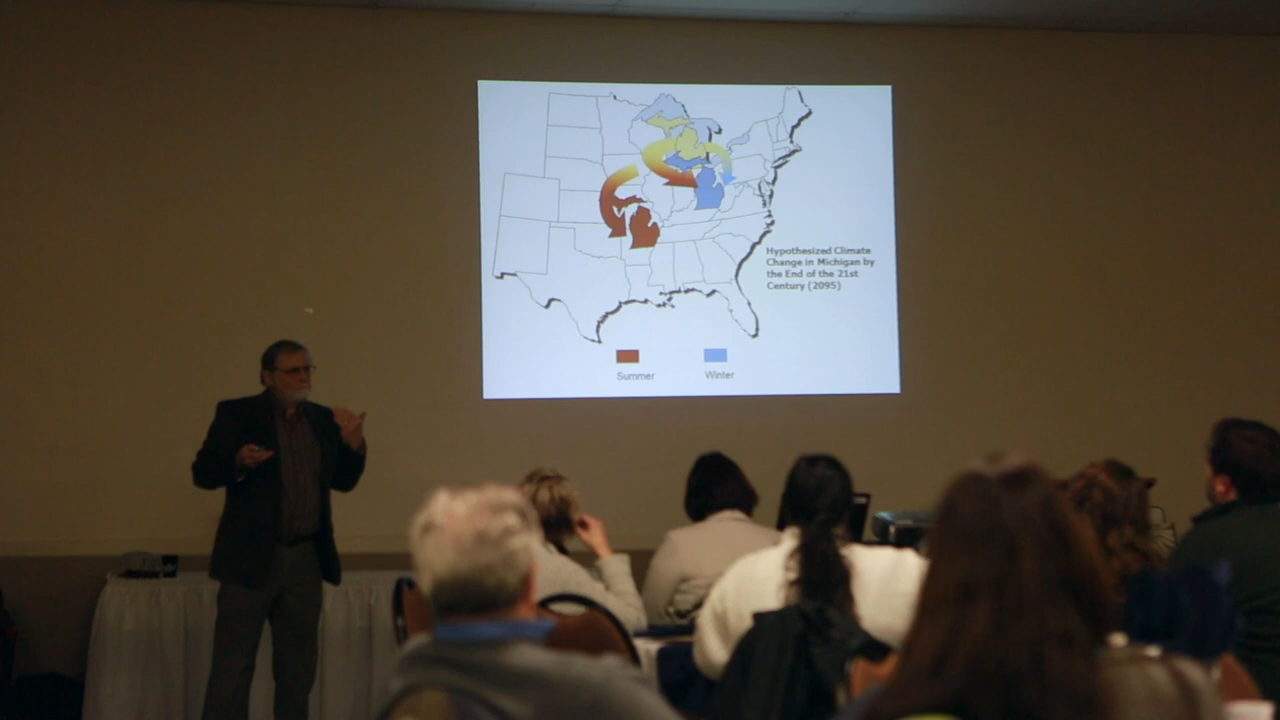 Hypothesized Climate
Change in Michigan by
the End of the 21st
Century (2095)
Summer
Winter